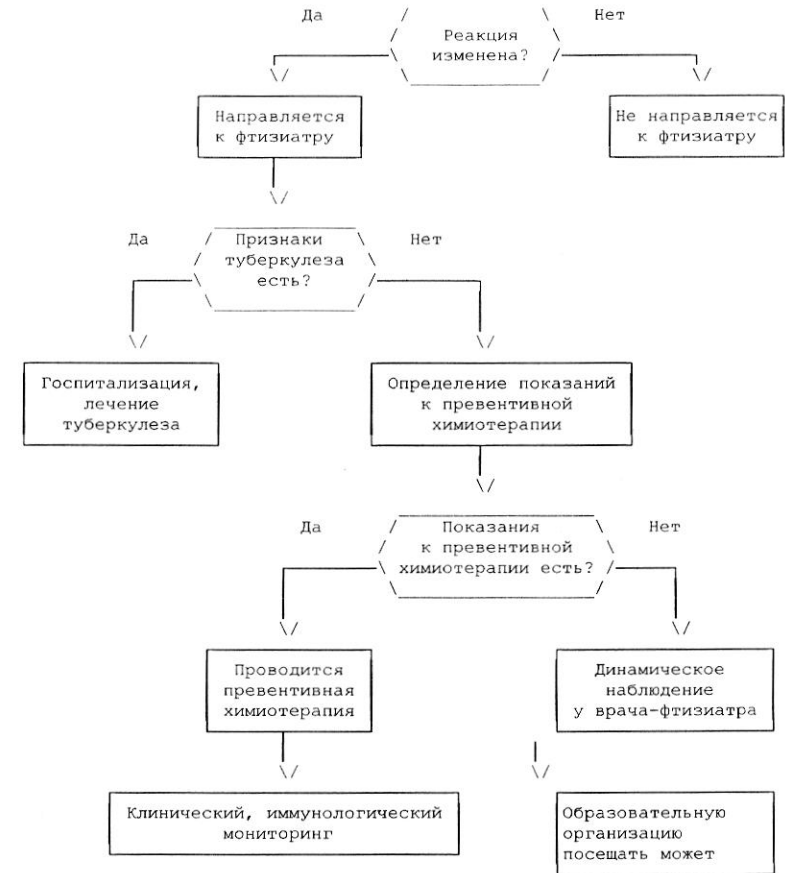 Да
Нет
Реакция
изменена?
Направляется
к фтизиатру
Не направляется
к фтизиатру
Да
Нет
Признаки
туберкулеза
есть?
Госпитализация,
лечение
туберкулеза
Определение показаний
к превентивной
химиотерапии
Да
Нет
Показания
к превентивной
химиотерапии есть?
Проводится
превентивная
химиотерапия
Динамическое
наблюдение
у врача-фтизиатра
Клинический, иммунологический
мониторинг
Образовательную
организацию
посещать может